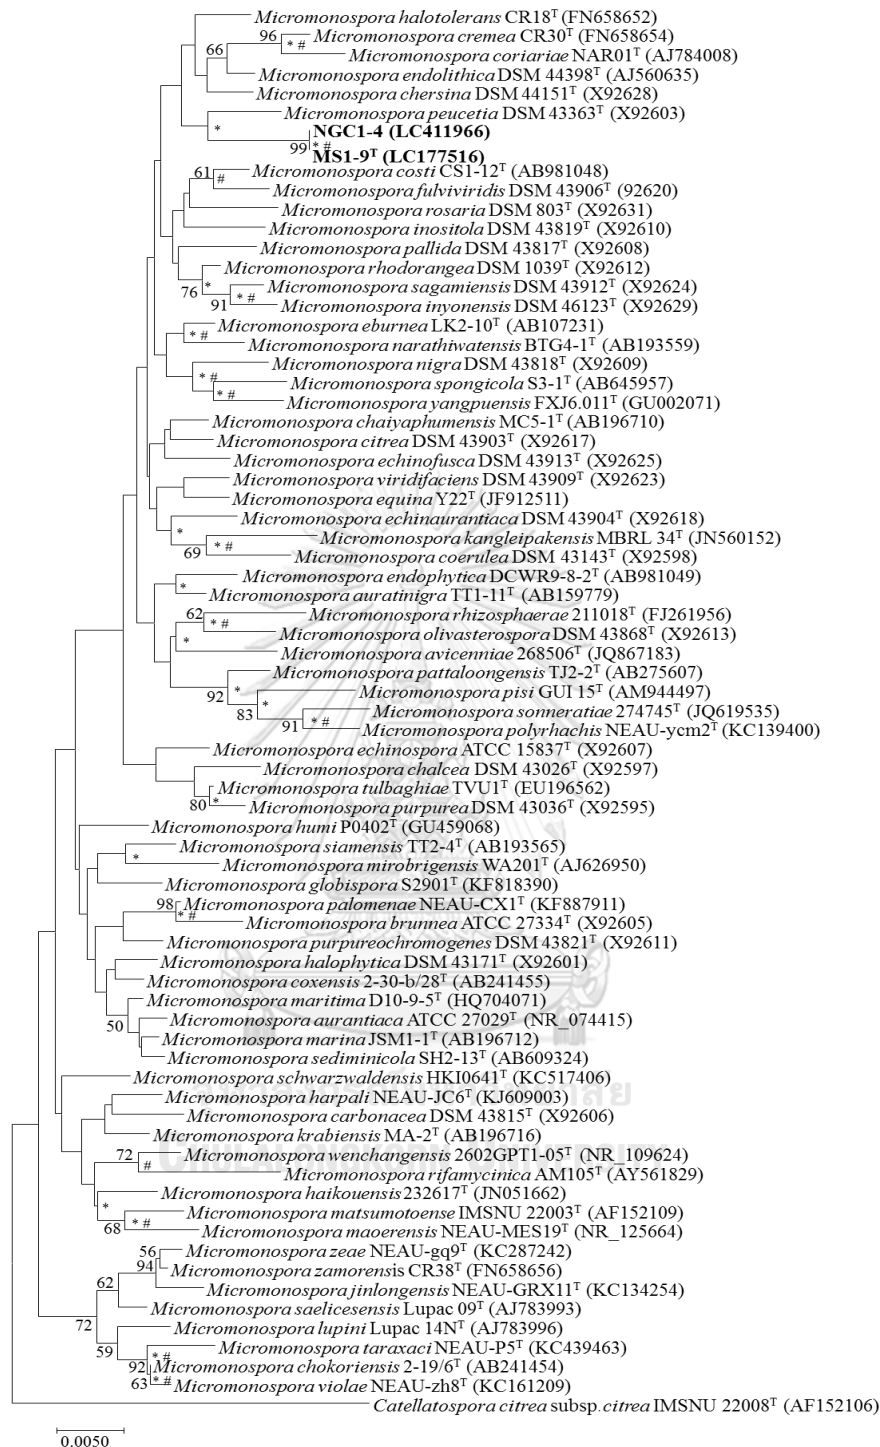 Micromonospora halotolerans CR18ᵀ (FN658652)
96 * # Micromonospora cremea CR30ᵀ (FN658654)
66 Micromonospora coriariae NAR01ᵀ (AJ784008)
Micromonospora endolithica DSM 44398ᵀ (AJ560635)
Micromonospora chersina DSM 44151ᵀ (X92628)
Micromonospora peucetia DSM 43363ᵀ (X92603)
* NGC1-4 (LC411966)
99 * # MS1-9ᵀ (LC177516)
61 # Micromonospora costi CS1-12ᵀ (AB981048)
Micromonospora fulviviridis DSM 43906ᵀ (92620)
Micromonospora rosaria DSM 803ᵀ (X92631)
Micromonospora inositola DSM 43819ᵀ (X92610)
Micromonospora pallida DSM 43817ᵀ (X92608)
Micromonospora rhodorangea DSM 1039ᵀ (X92612)
76 * Micromonospora sagamiensis DSM 43912ᵀ (X92624)
91 * # Micromonospora inyonensis DSM 46123ᵀ (X92629)
Micromonospora eburnea LK2-10ᵀ (AB107231)
* # Micromonospora narathiwatensis BTG4-1ᵀ (AB193559)
Micromonospora nigra DSM 43818ᵀ (X92609)
* # Micromonospora spongicola S3-1ᵀ (AB645957)
* # Micromonospora yangpuensis FXJ6.011ᵀ (GU002071)
Micromonospora chaiyaphumensis MC5-1ᵀ (AB196710)
Micromonospora citrea DSM 43903ᵀ (X92617)
Micromonospora echinofusca DSM 43913ᵀ (X92625)
Micromonospora viridifaciens DSM 43909ᵀ (X92623)
Micromonospora equina Y22ᵀ (JF912511)
Micromonospora echinaurantiaca DSM 43904ᵀ (X92618)
* Micromonospora kangleipakensis MBRL 34ᵀ (JN560152)
69 * # Micromonospora coerulea DSM 43143ᵀ (X92598)
Micromonospora endophytica DCWR9-8-2ᵀ (AB981049)
* Micromonospora auratinigra TT1-11ᵀ (AB159779)
62 Micromonospora rhizosphaerae 211018ᵀ (FJ261956)
* # Micromonospora olivasterospora DSM 43868ᵀ (X92613)
* Micromonospora avicenniae 268506ᵀ (JQ867183)
Micromonospora pattaloongensis TJ2-2ᵀ (AB275607)
92 * Micromonospora pisi GUI 15ᵀ (AM944497)
83 * Micromonospora sonneratiae 274745ᵀ (JQ619535)
91 * # Micromonospora polyrhachis NEAU-ycm2ᵀ (KC139400)
Micromonospora echinospora ATCC 15837ᵀ (X92607)
Micromonospora chalcea DSM 43026ᵀ (X92597)
Micromonospora tulbaghiae TVU1ᵀ (EU196562)
80 * Micromonospora purpurea DSM 43036ᵀ (X92595)
Micromonospora humi P0402ᵀ (GU459068)
Micromonospora siamensis TT2-4ᵀ (AB193565)
* Micromonospora mirobrigensis WA201ᵀ (AJ626950)
Micromonospora globispora S2901ᵀ (KF818390)
98 Micromonospora palomenae NEAU-CX1ᵀ (KF887911)
* # Micromonospora brunnea ATCC 27334ᵀ (X92605)
Micromonospora purpureochromogenes DSM 43821ᵀ (X92611)
Micromonospora halophytica DSM 43171ᵀ (X92601)
Micromonospora coxensis 2-30-b/28ᵀ (AB241455)
Micromonospora maritima D10-9-5ᵀ (HQ704071)
50 Micromonospora aurantiaca ATCC 27029ᵀ (NR_074415)
Micromonospora marina JSM1-1ᵀ (AB196712)
Micromonospora sediminicola SH2-13ᵀ (AB609324)
Micromonospora schwarzwaldensis HKI0641ᵀ (KC517406)
จุฬาลงกรณ์มหาวิทยาลัย
Micromonospora harpali NEAU-JC6ᵀ (KJ609003)
Micromonospora carbonacea DSM 43815ᵀ (X92606)
Micromonospora krabiensis MA-2ᵀ (AB196716)
CHULALONGKORN UNIVERSITY
72 Micromonospora wenchangensis 2602GPT1-05ᵀ (NR_109624)
# Micromonospora rifamycinica AM105ᵀ (AY561829)
Micromonospora haikouensis 232617ᵀ (JN051662)
* Micromonospora matsumotoense IMSNU 22003ᵀ (AF152109)
68 * # Micromonospora maoerensis NEAU-MES19ᵀ (NR_125664)
56 Micromonospora zeae NEAU-gq9ᵀ (KC287242)
94 Micromonospora zamorensis CR38ᵀ (FN658656)
62 Micromonospora jinlongensis NEAU-GRX11ᵀ (KC134254)
Micromonospora saelicesensis Lupac 09ᵀ (AJ783993)
72 Micromonospora lupini Lupac 14Nᵀ (AJ783996)
59 Micromonospora taraxaci NEAU-P5ᵀ (KC439463)
92 * # Micromonospora chokoriensis 2-19/6ᵀ (AB241454)
63 * # Micromonospora violae NEAU-zh8ᵀ (KC161209)
Catellatospora citrea subsp. citrea IMSNU 22008ᵀ (AF152106)
0.0050